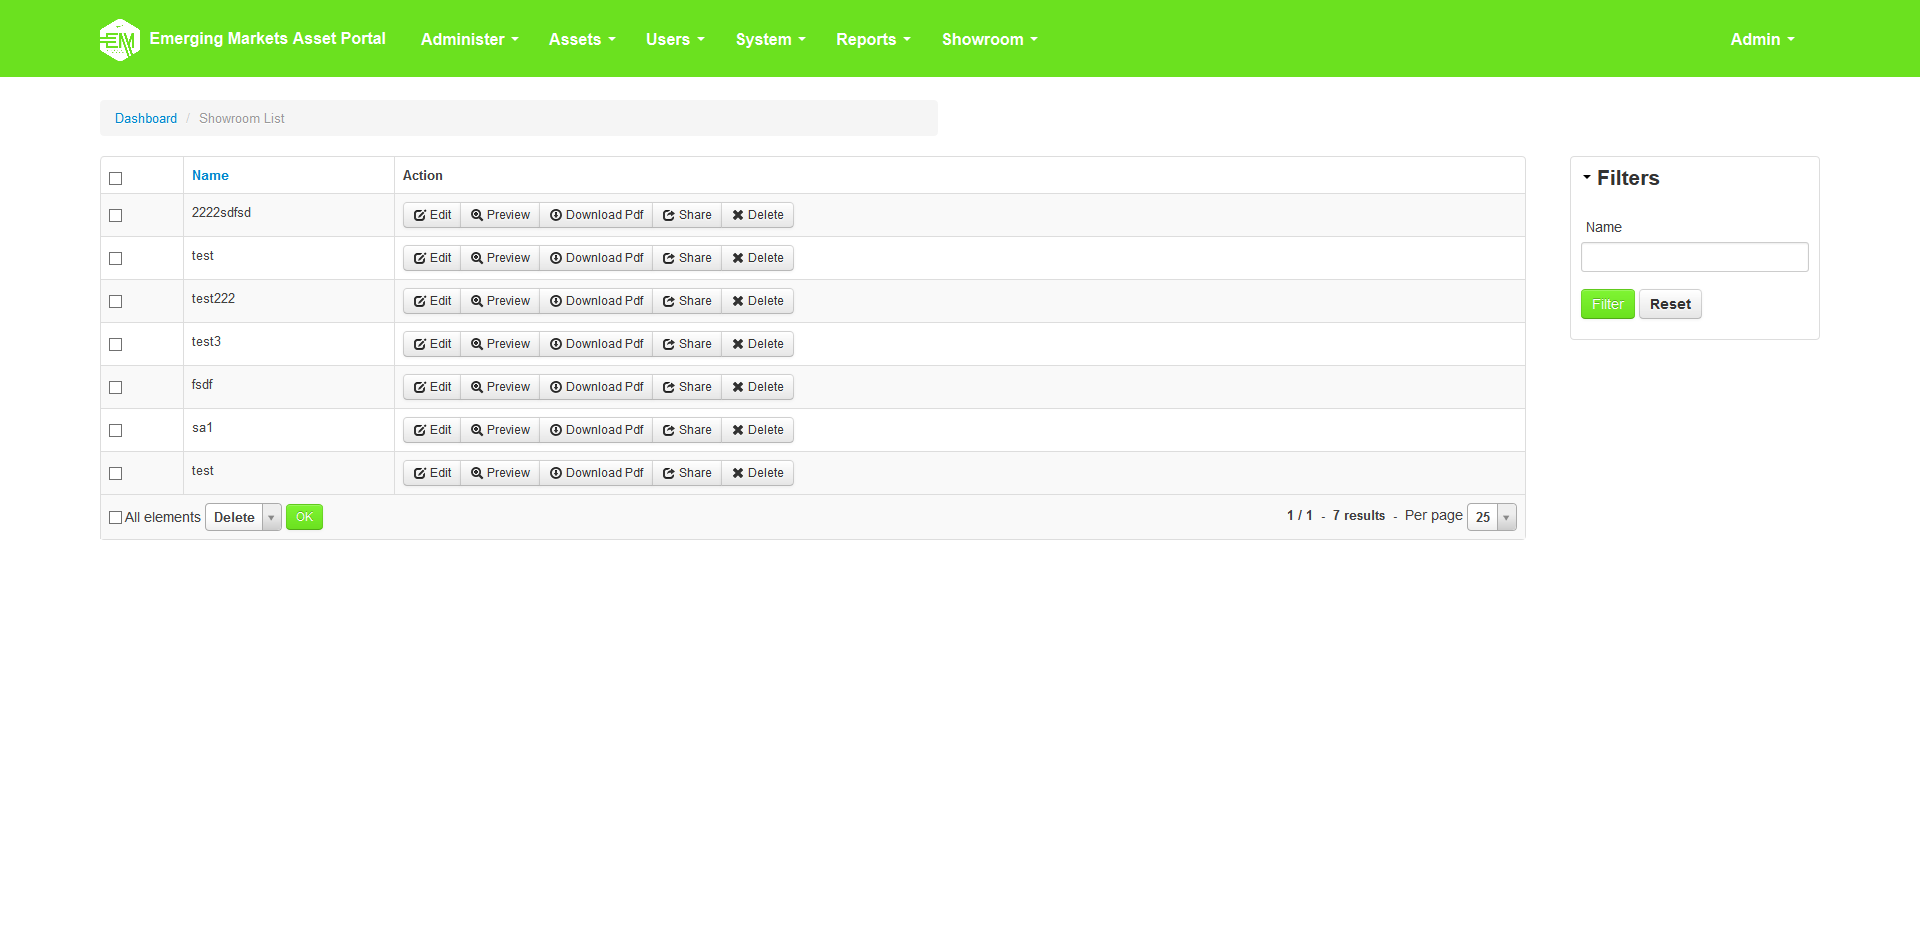 EM Emerging Markets Asset Portal Administer Assets Users System Reports Showroom Admin
Dashboard / Showroom List
Name Action
2222sdfsd Edit Preview Download Pdf Share Delete
test Edit Preview Download Pdf Share Delete
test222 Edit Preview Download Pdf Share Delete
test3 Edit Preview Download Pdf Share Delete
fsdf Edit Preview Download Pdf Share Delete
sa1 Edit Preview Download Pdf Share Delete
test Edit Preview Download Pdf Share Delete
All elements Delete OK 1 / 1 - 7 results - Per page 25
Filters
Name
Filter Reset